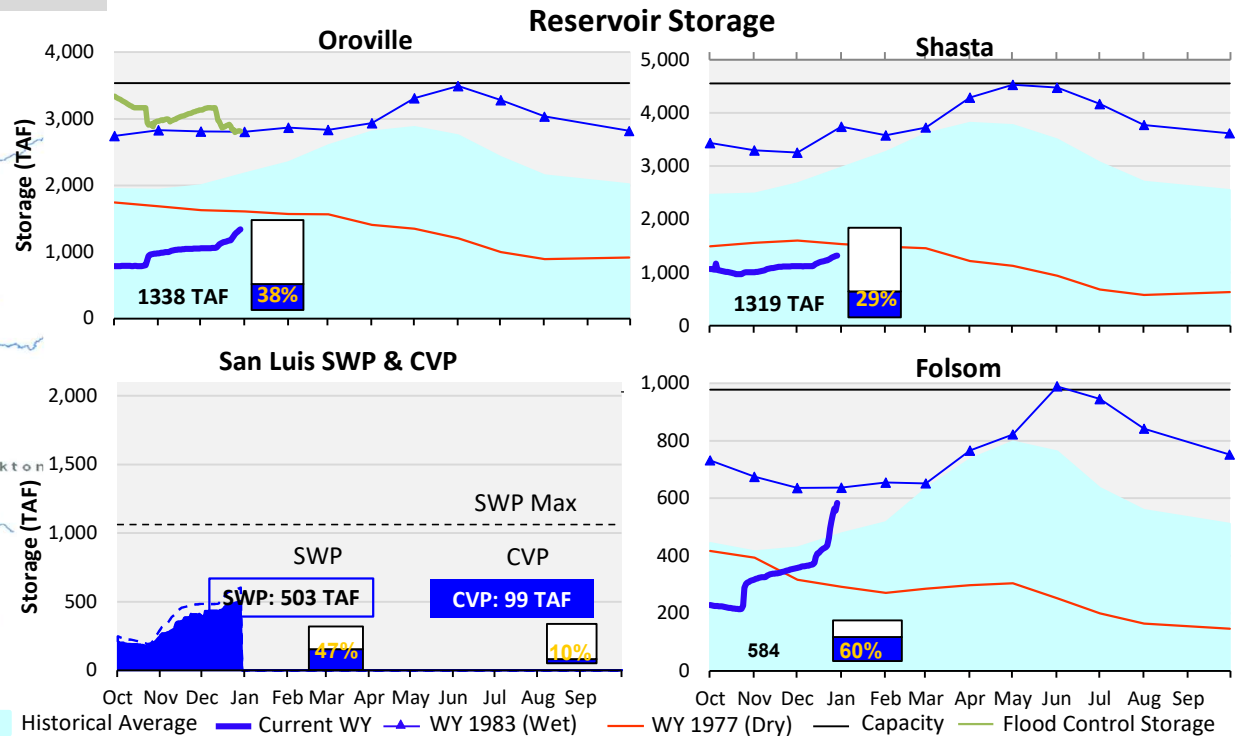 Reservoir Storage
Oroville
4,000
3,000
2,000
1,000
0
Storage (TAF)
1338 TAF
38%
Shasta
5,000
4,000
3,000
2,000
1,000
0
1319 TAF
29%
San Luis SWP & CVP
2,000
1,500
1,000
500
0
Storage (TAF)
SWP Max
SWP
CVP
SWP: 503 TAF
CVP: 99 TAF
47%
10%
Oct Nov Dec Jan Feb Mar Apr May Jun Jul Aug Sep
Folsom
1,000
800
600
400
200
0
584
60%
Oct Nov Dec Jan Feb Mar Apr May Jun Jul Aug Sep
kton
Historical Average Current WY WY 1983 (Wet) WY 1977 (Dry) Capacity Flood Control Storage